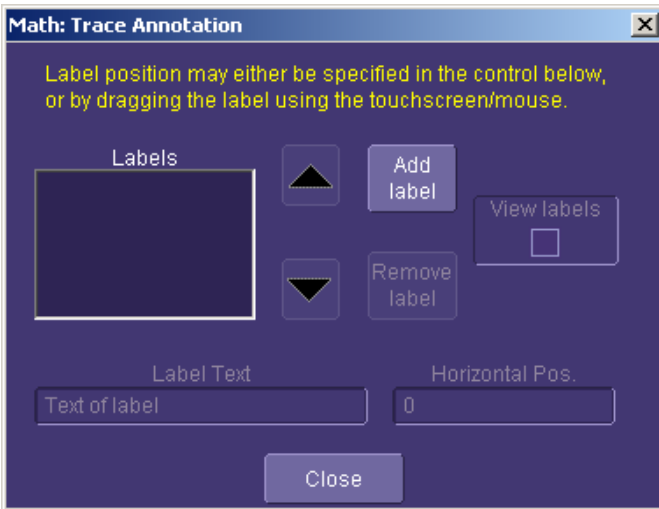 Math: Trace Annotation
Label position may either be specified in the control below,
or by dragging the label using the touchscreen/mouse.
Labels
Add
label
View labels
Remove
label
Label Text
Horizontal Pos.
Text of label
0
Close